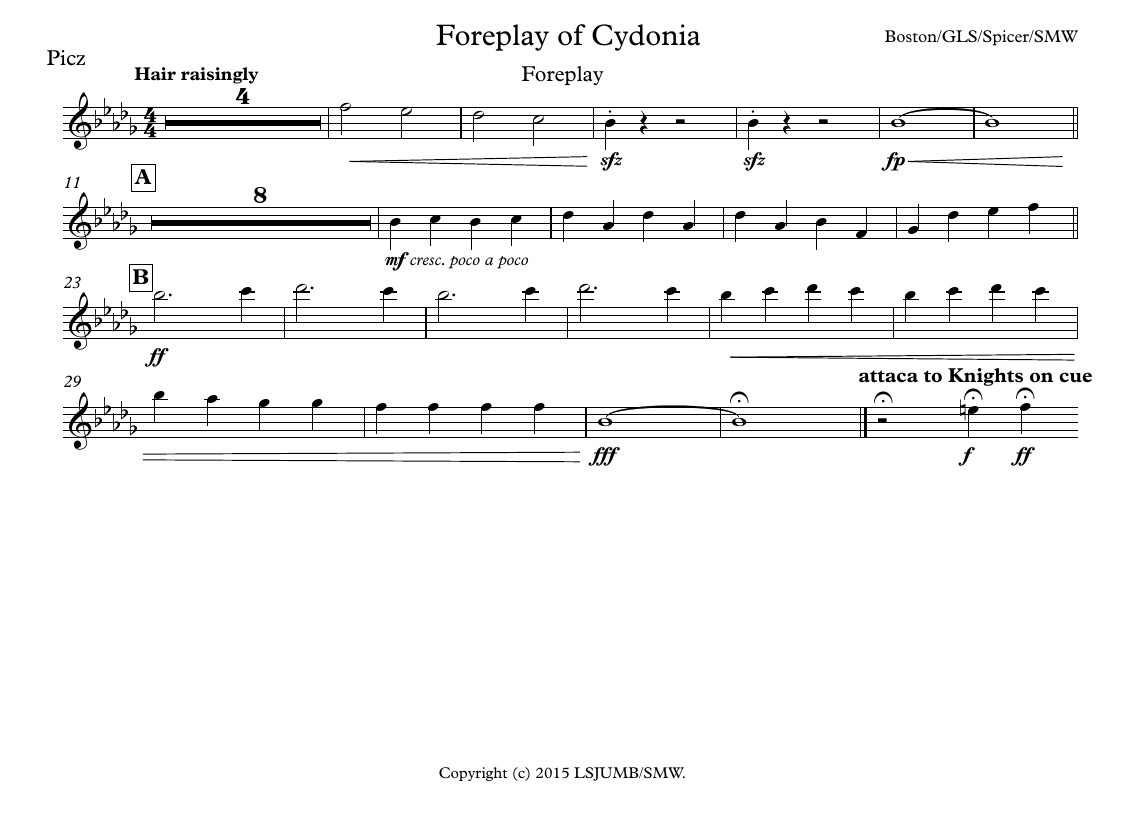 Foreplay of Cydonia
Boston/GLS/Spicer/SMW
Picz
Hair raisingly
Foreplay
4
4
4
sfz sfz fp
11
A
8
mf cresc. poco a poco
23
B
ff
attaca to Knights on cue
29
fff f ff
Copyright (c) 2015 LSJUMB/SMW.